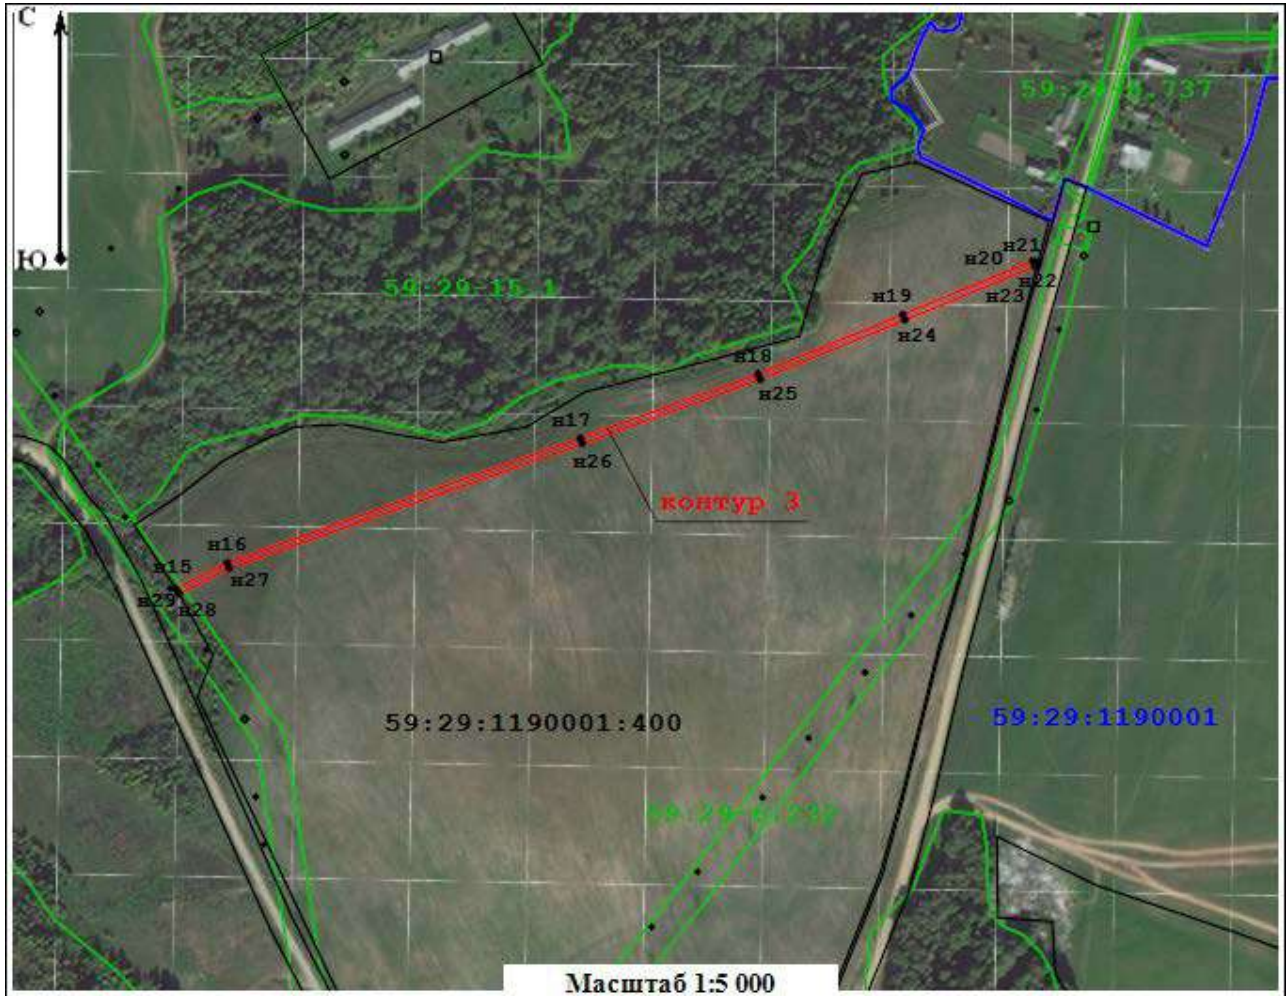 С
Ю
59:29-15.1
н21
н20
н22
н23
н19
н24
н18
н25
н17
н26
контур 3
н16
н15
н27
н29
н28
59:29:1190001:400
59:29:1190001
Масштаб 1:5 000